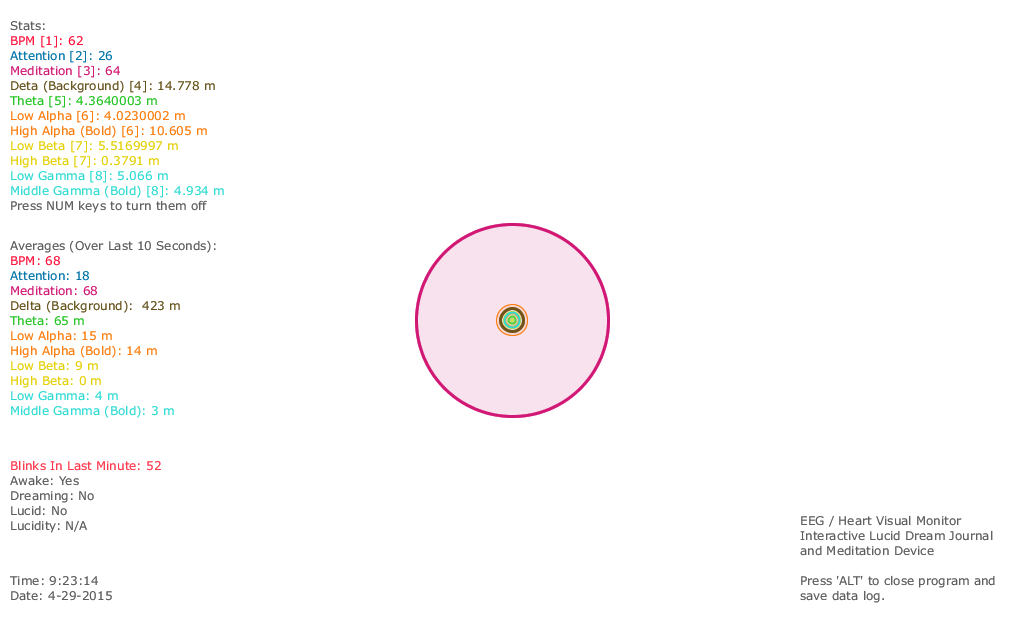 Stats:
BPM [1]: 62
Attention [2]: 26
Meditation [3]: 64
Deta (Background) [4]: 14.778 m
Theta [5]: 4.3640003 m
Low Alpha [6]: 4.0230002 m
High Alpha (Bold) [6]: 10.605 m
Low Beta [7]: 5.5169997 m
High Beta [7]: 0.3791 m
Low Gamma [8]: 5.066 m
Middle Gamma (Bold) [8]: 4.934 m
Press NUM keys to turn them off
Averages (Over Last 10 Seconds):
BPM: 68
Attention: 18
Meditation: 68
Delta (Background):  423 m
Theta: 65 m
Low Alpha: 15 m
High Alpha (Bold): 14 m
Low Beta: 9 m
High Beta: 0 m
Low Gamma: 4 m
Middle Gamma (Bold): 3 m
Blinks In Last Minute: 52
Awake: Yes
Dreaming: No
Lucid: No
Lucidity: N/A
Time: 9:23:14
Date: 4-29-2015
EEG / Heart Visual Monitor
Interactive Lucid Dream Journal
and Meditation Device
Press 'ALT' to close program and
save data log.